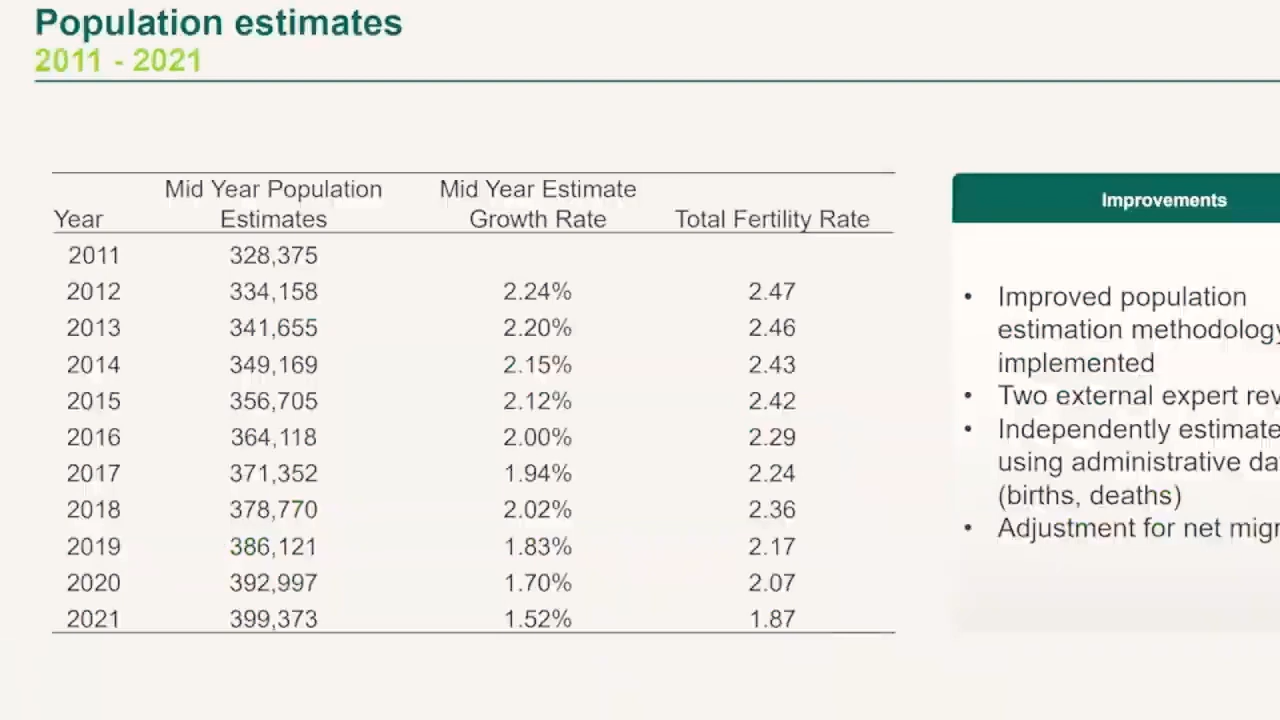 Population estimates
2011 - 2021
Year Mid Year Population Estimates Mid Year Estimate Growth Rate Total Fertility Rate
2011 328,375
2012 334,158 2.24% 2.47
2013 341,655 2.20% 2.46
2014 349,169 2.15% 2.43
2015 356,705 2.12% 2.42
2016 364,118 2.00% 2.29
2017 371,352 1.94% 2.24
2018 378,770 2.02% 2.36
2019 386,121 1.83% 2.17
2020 392,997 1.70% 2.07
2021 399,373 1.52% 1.87
Improvements
• Improved population
estimation methodology
implemented
• Two external expert
• Independently
using administrative
(births, deaths)
• Adjustment for net